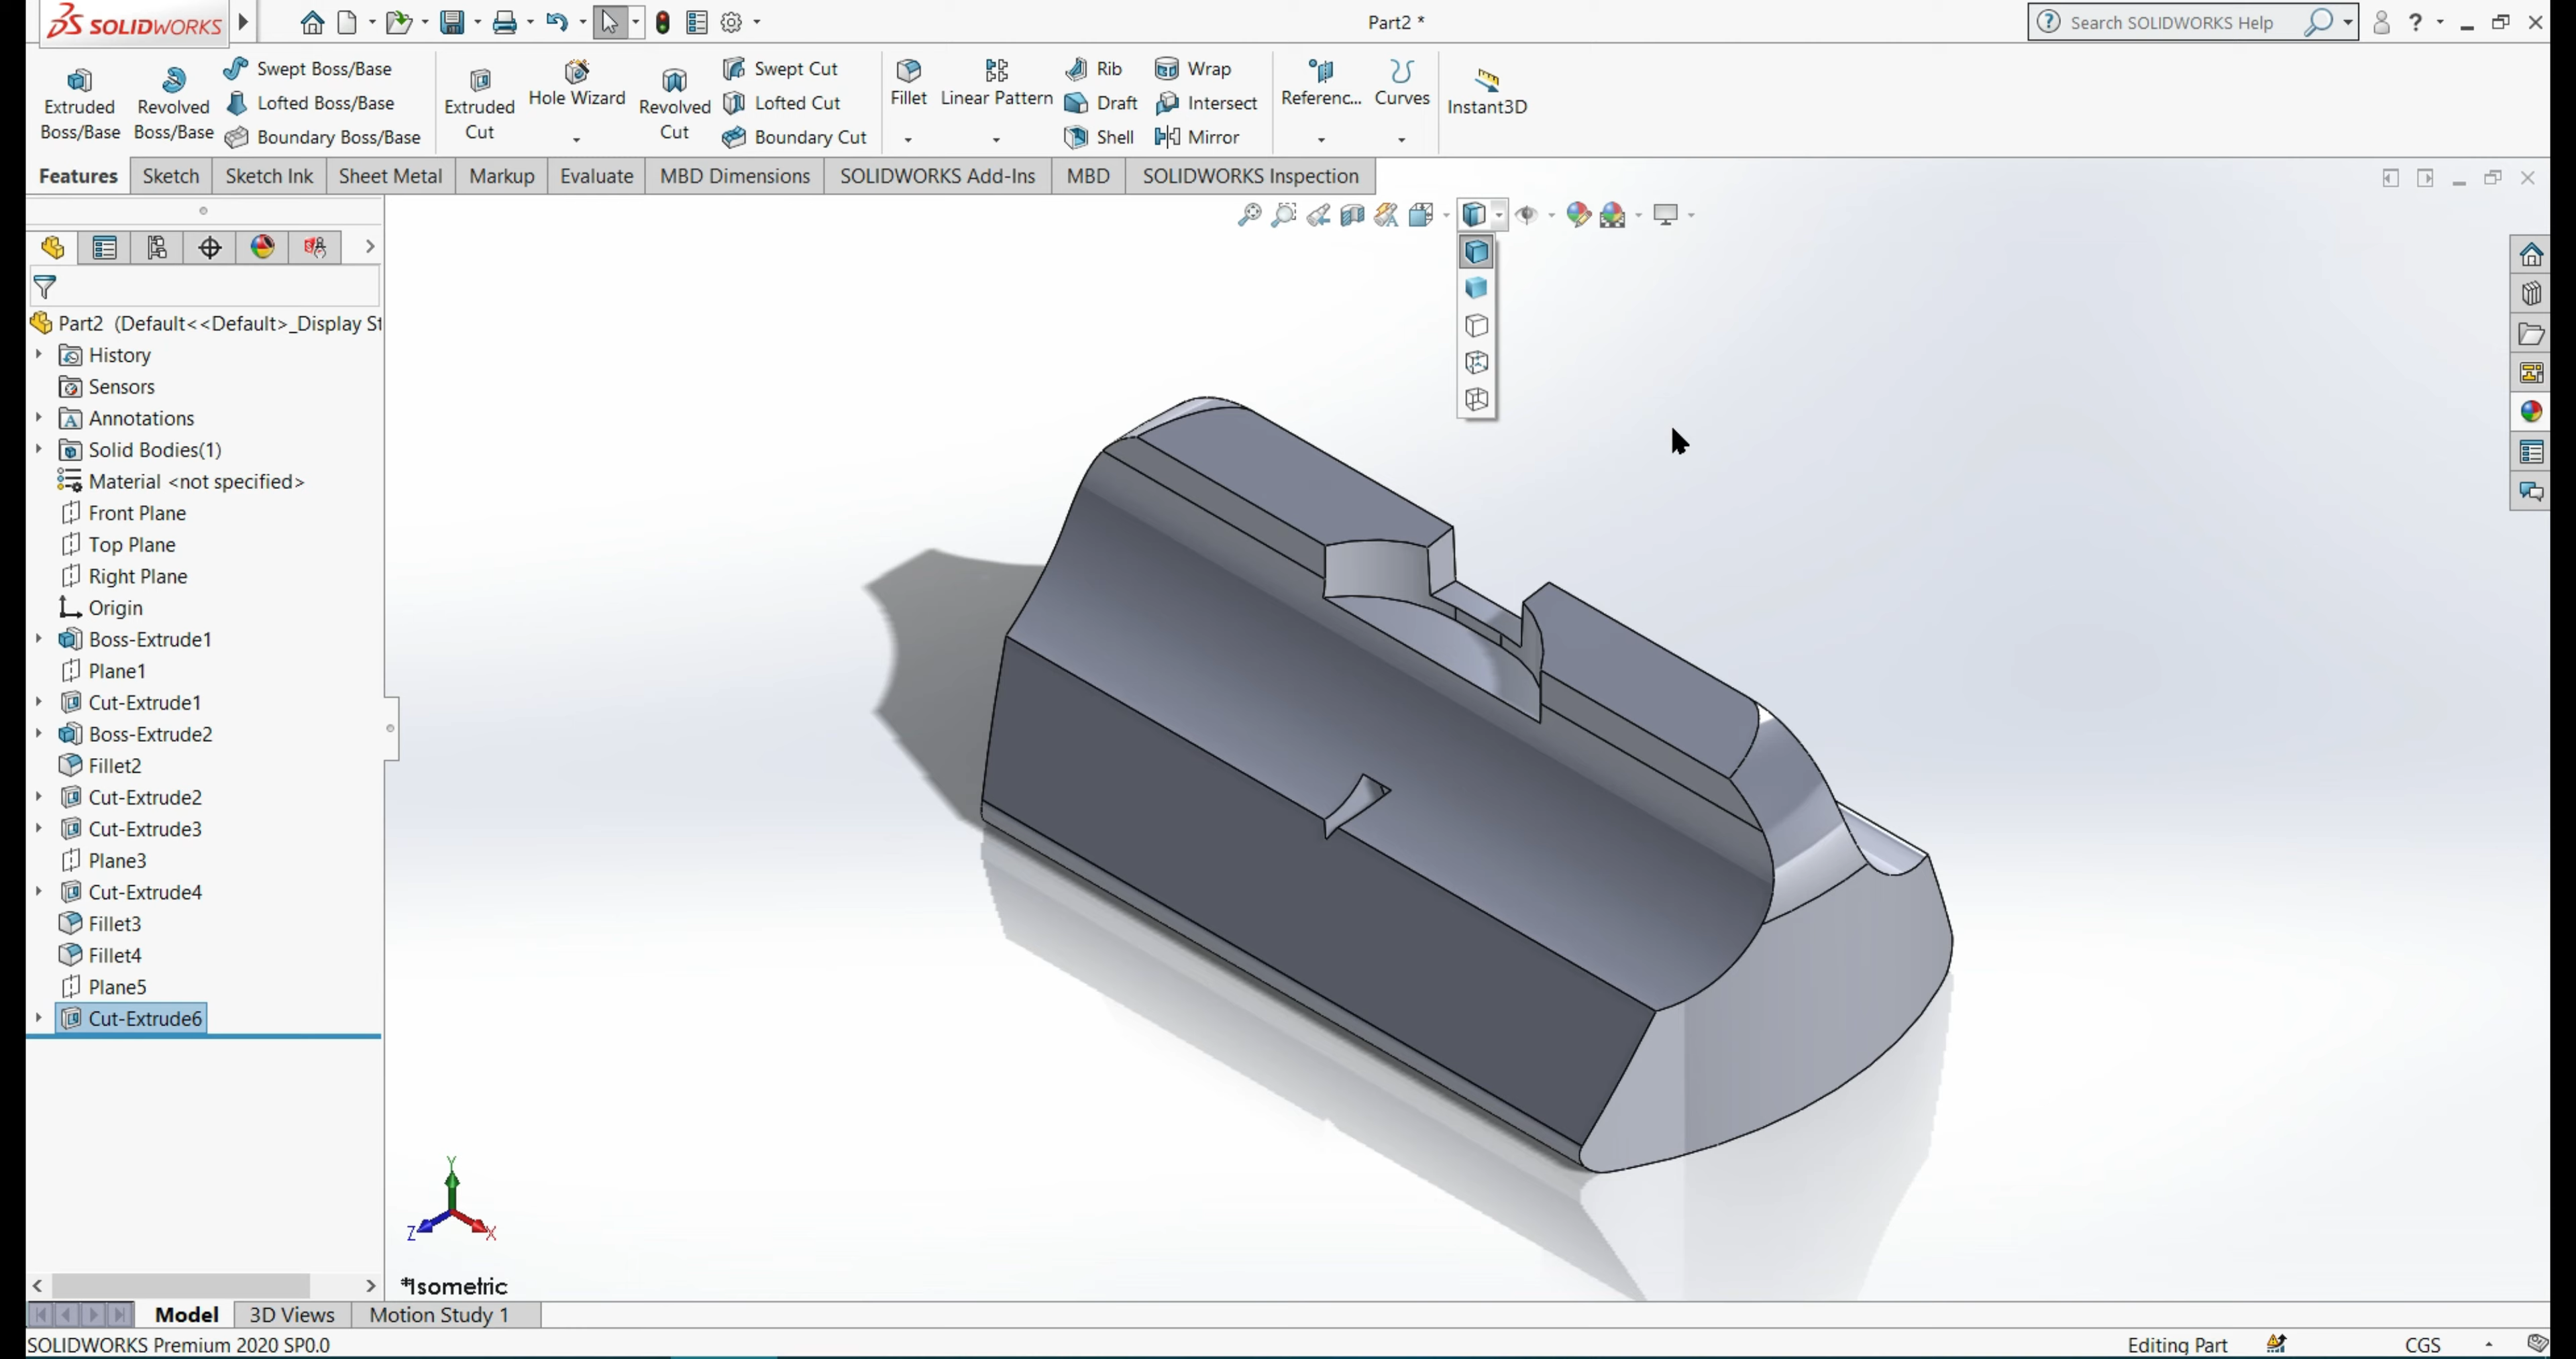 SOLIDWORKS
Part2 *
Search SOLIDWORKS Help
Extruded Boss/Base
Revolved Boss/Base
Swept Boss/Base
Lofted Boss/Base
Boundary Boss/Base
Extruded Cut
Hole Wizard
Revolved Cut
Swept Cut
Lofted Cut
Boundary Cut
Fillet
Linear Pattern
Rib
Draft
Shell
Wrap
Intersect
Mirror
Referenc...
Curves
Instant3D
Features
Sketch
Sketch Ink
Sheet Metal
Markup
Evaluate
MBD Dimensions
SOLIDWORKS Add-Ins
MBD
SOLIDWORKS Inspection
Part2 (Default<<Default>_Display St
History
Sensors
Annotations
Solid Bodies(1)
Material <not specified>
Front Plane
Top Plane
Right Plane
Origin
Boss-Extrude1
Plane1
Cut-Extrude1
Boss-Extrude2
Fillet2
Cut-Extrude2
Cut-Extrude3
Plane3
Cut-Extrude4
Fillet3
Fillet4
Plane5
Cut-Extrude6
Y
Z
X
*Isometric
Model
3D Views
Motion Study 1
SOLIDWORKS Premium 2020 SP0.0
Editing Part
CGS